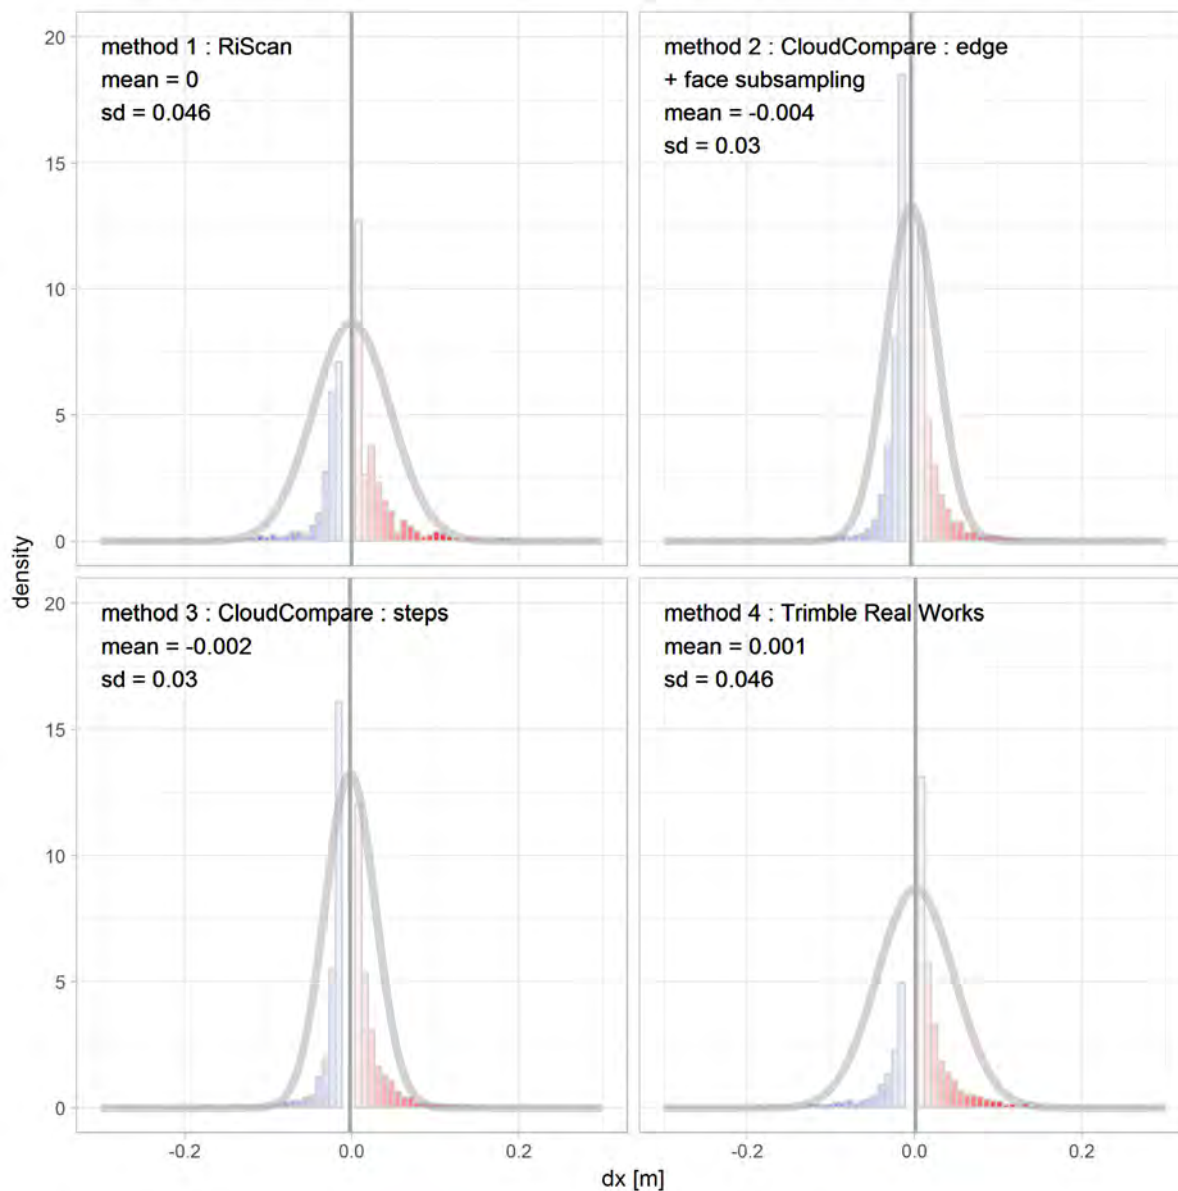 method 1 : RiScan
mean = 0
sd = 0.046
method 2 : CloudCompare : edge
+ face subsampling
mean = -0.004
sd = 0.03
20
15
10
5
0
method 3 : CloudCompare : steps
mean = -0.002
sd = 0.03
method 4 : Trimble Real Works
mean = 0.001
sd = 0.046
20
15
10
5
0
density
-0.2
0.0
0.2
-0.2
0.0
0.2
dx [m]